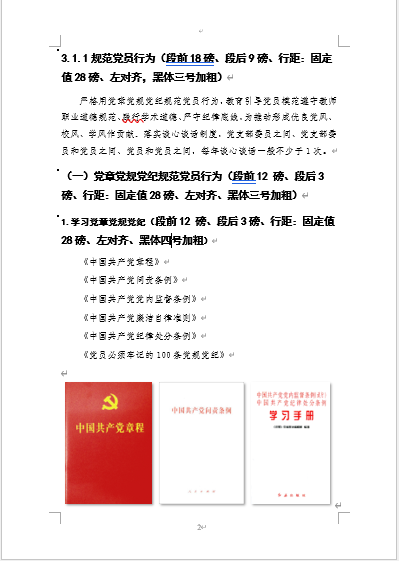 3.1.1 规范党员行为（段前18磅、段后9磅、行距：固定
值28磅、左对齐，黑体三号加粗）
严格用党章党规党纪规范党员行为，教育引导党员模范遵守教师
职业道德规范、践行学术道德、严守纪律底线，为推动形成优良党风、
校风、学风作贡献。落实谈心谈话制度，党支部委员之间、党支部委
员和党员之间、党员和党员之间，每年谈心谈话一般不少于1次。
（一）党章党规党纪规范党员行为（段前12 磅、段后3
磅、行距：固定值28磅、左对齐、黑体三号加粗）
1.学习党章党规党纪（段前12 磅、段后3磅、行距：固定值
28磅、左对齐、黑体四号加粗）
《中国共产党章程》
《中国共产党问责条例》
《中国共产党党内监督条例》
《中国共产党廉洁自律准则》
《中国共产党纪律处分条例》
《党员必须牢记的100条党规党纪》
中国共产党章程
中国共产党问责条例
中国共产党党内监督条例(试行)
中国共产党纪律处分条例
学习手册
2